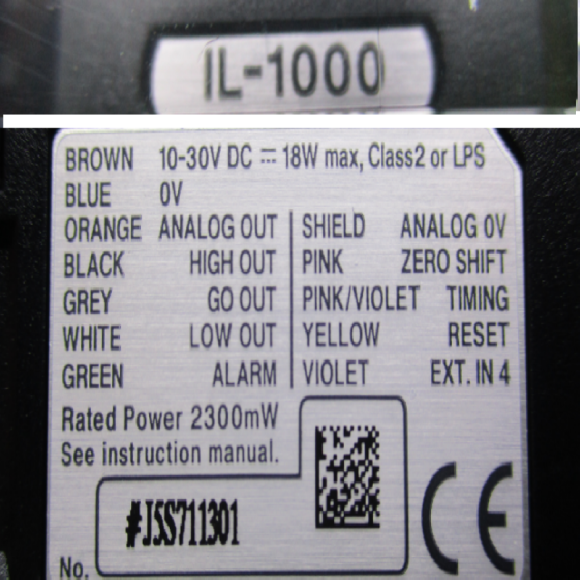 IL-1000
BROWN 10-30V DC ⎓ 18W max, Class2 or LPS
BLUE 0V
ORANGE ANALOG OUT SHIELD ANALOG 0V
BLACK HIGH OUT PINK ZERO SHIFT
GREY GO OUT PINK/VIOLET TIMING
WHITE LOW OUT YELLOW RESET
GREEN ALARM VIOLET EXT. IN 4
Rated Power 2300mW
See instruction manual.
#J5S711301
CE
No.